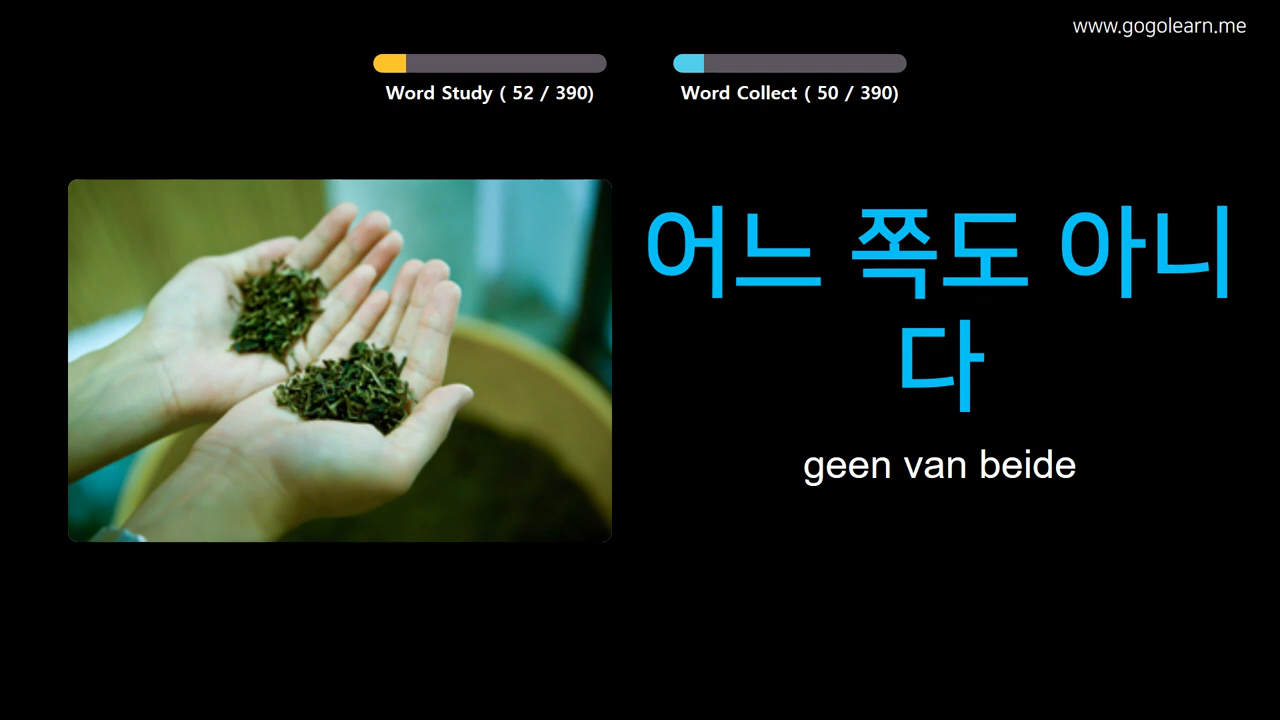 www.gogolearn.me
Word Study ( 52 / 390)
Word Collect ( 50 / 390)
어느 쪽도 아니
다
geen van beide